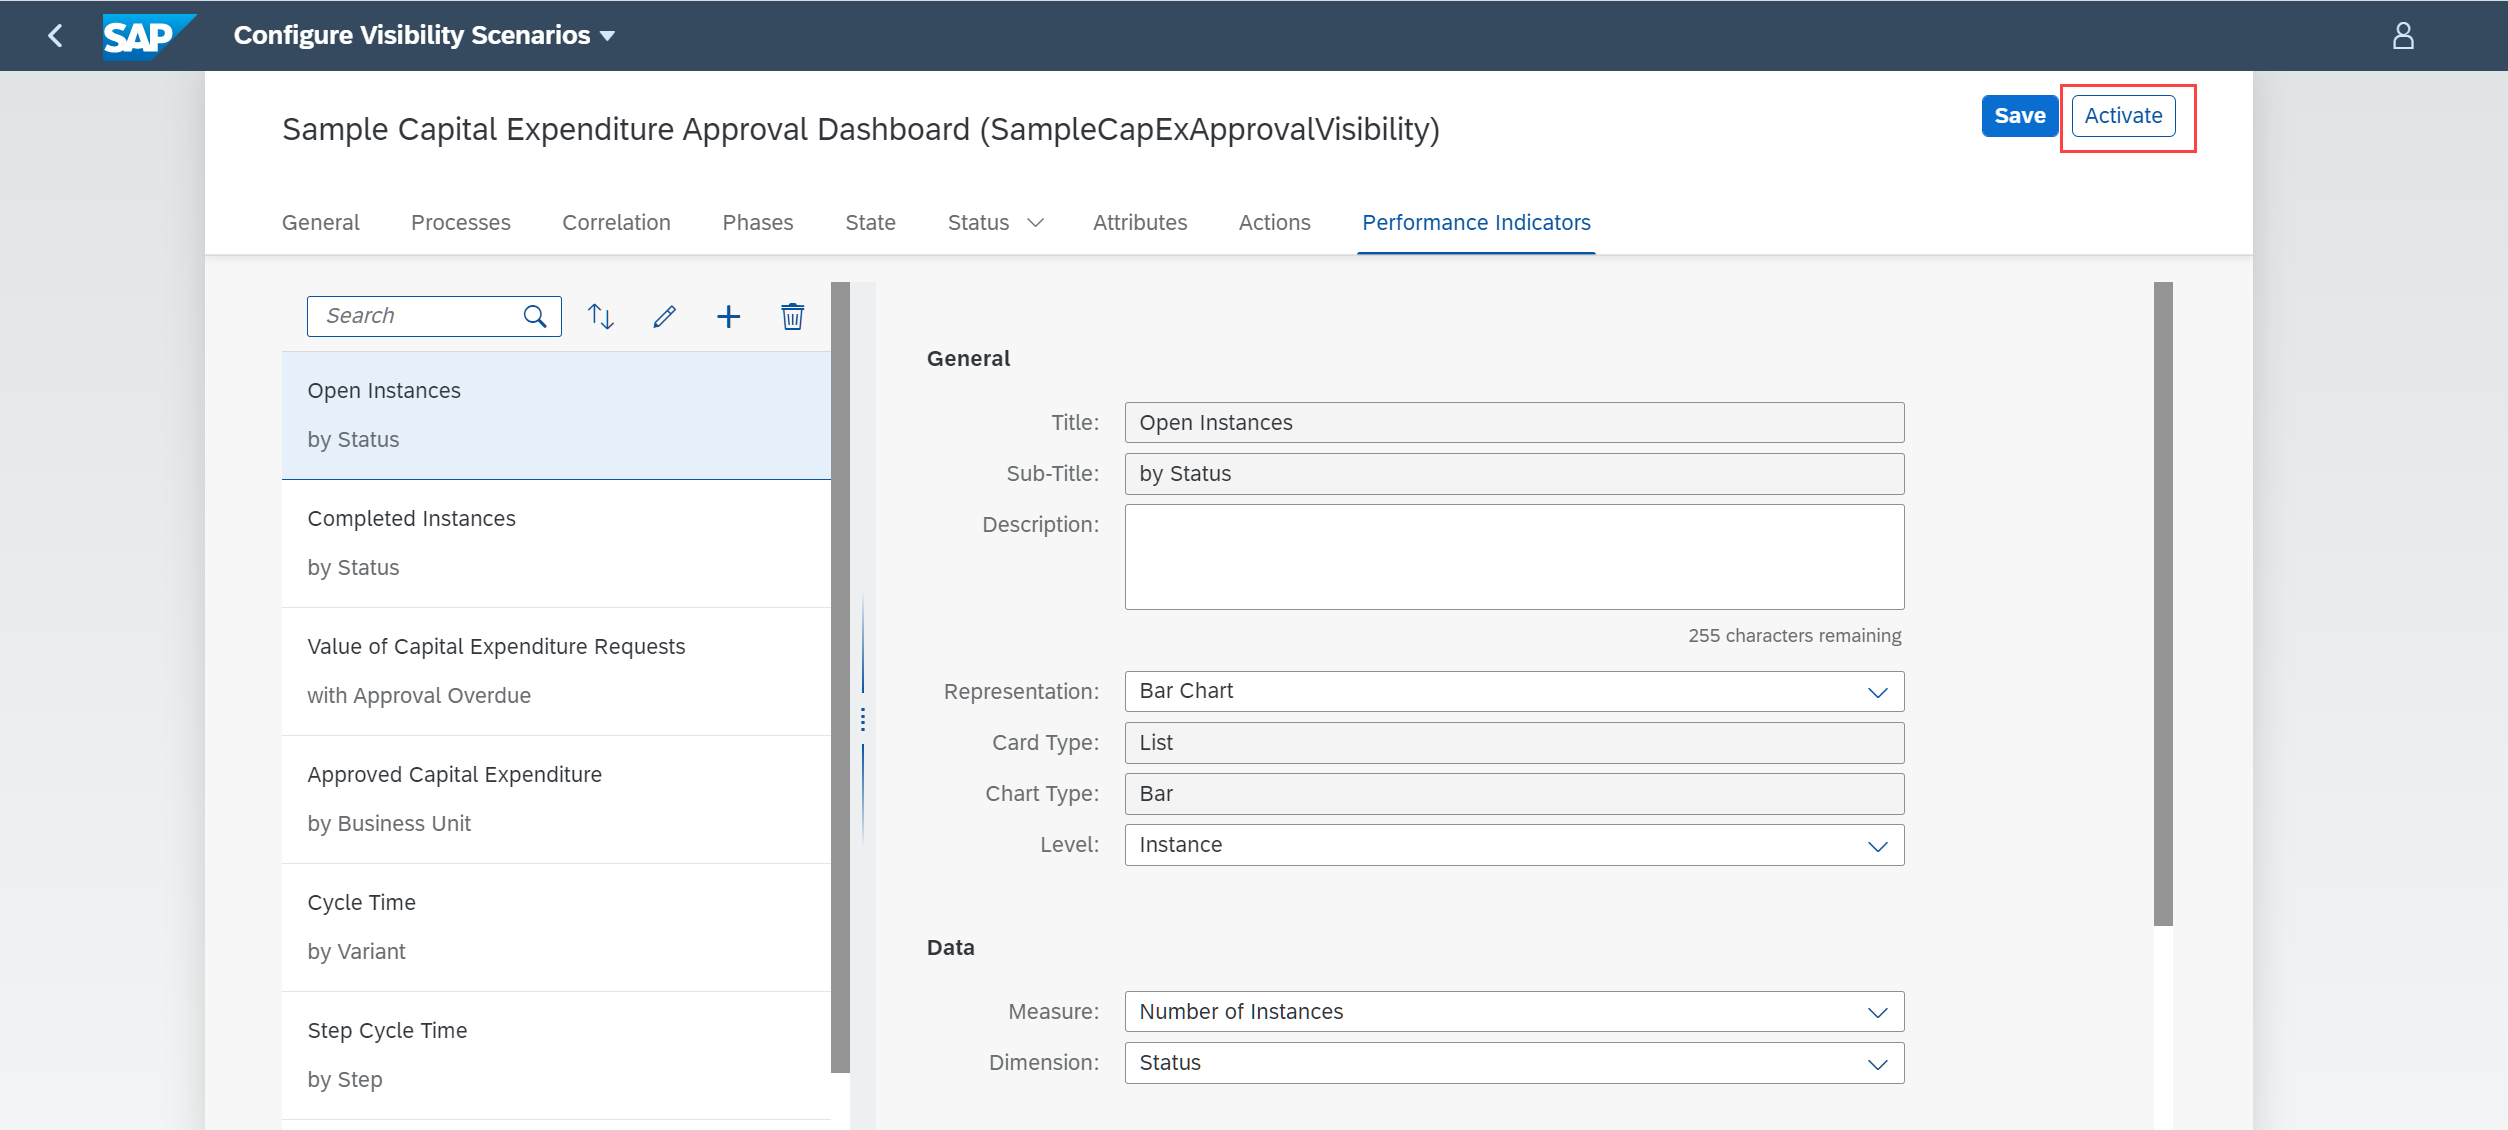 SAP
Configure Visibility Scenarios
Sample Capital Expenditure Approval Dashboard (SampleCapExApprovalVisibility)
Save
Activate
General
Processes
Correlation
Phases
State
Status
Attributes
Actions
Performance Indicators
Search
Open Instances
by Status
Completed Instances
by Status
Value of Capital Expenditure Requests
with Approval Overdue
Approved Capital Expenditure
by Business Unit
Cycle Time
by Variant
Step Cycle Time
by Step
General
Title: Open Instances
Sub-Title: by Status
Description:
255 characters remaining
Representation: Bar Chart
Card Type: List
Chart Type: Bar
Level: Instance
Data
Measure: Number of Instances
Dimension: Status